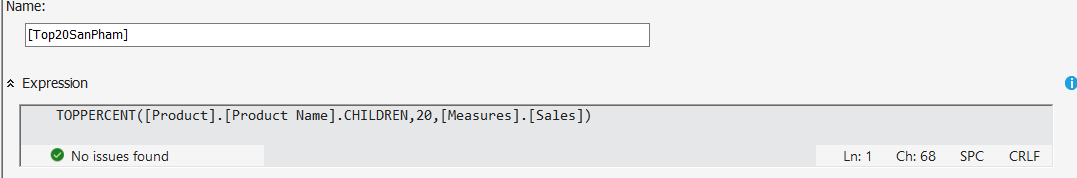 Name:
[Top20SanPham]
Expression
TOPPERCENT([Product].[Product Name].CHILDREN,20,[Measures].[Sales])
No issues found
Ln: 1 Ch: 68 SPC CRLF